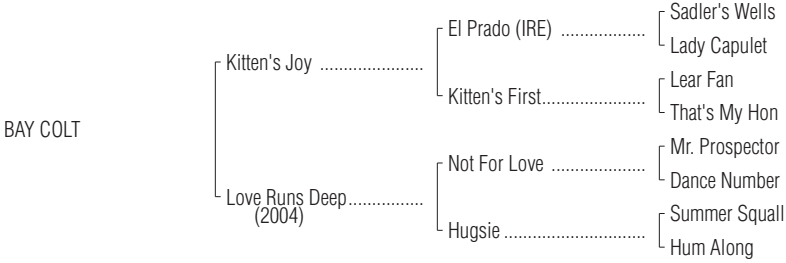 Sadler's Wells
El Prado (IRE) ..................
Lady Capulet
Kitten's Joy ......................
Lear Fan
Kitten's First......................
That's My Hon
BAY COLT
Mr. Prospector
Not For Love ....................
Dance Number
Love Runs Deep................
(2004)
Summer Squall
Hugsie ..............................
Hum Along